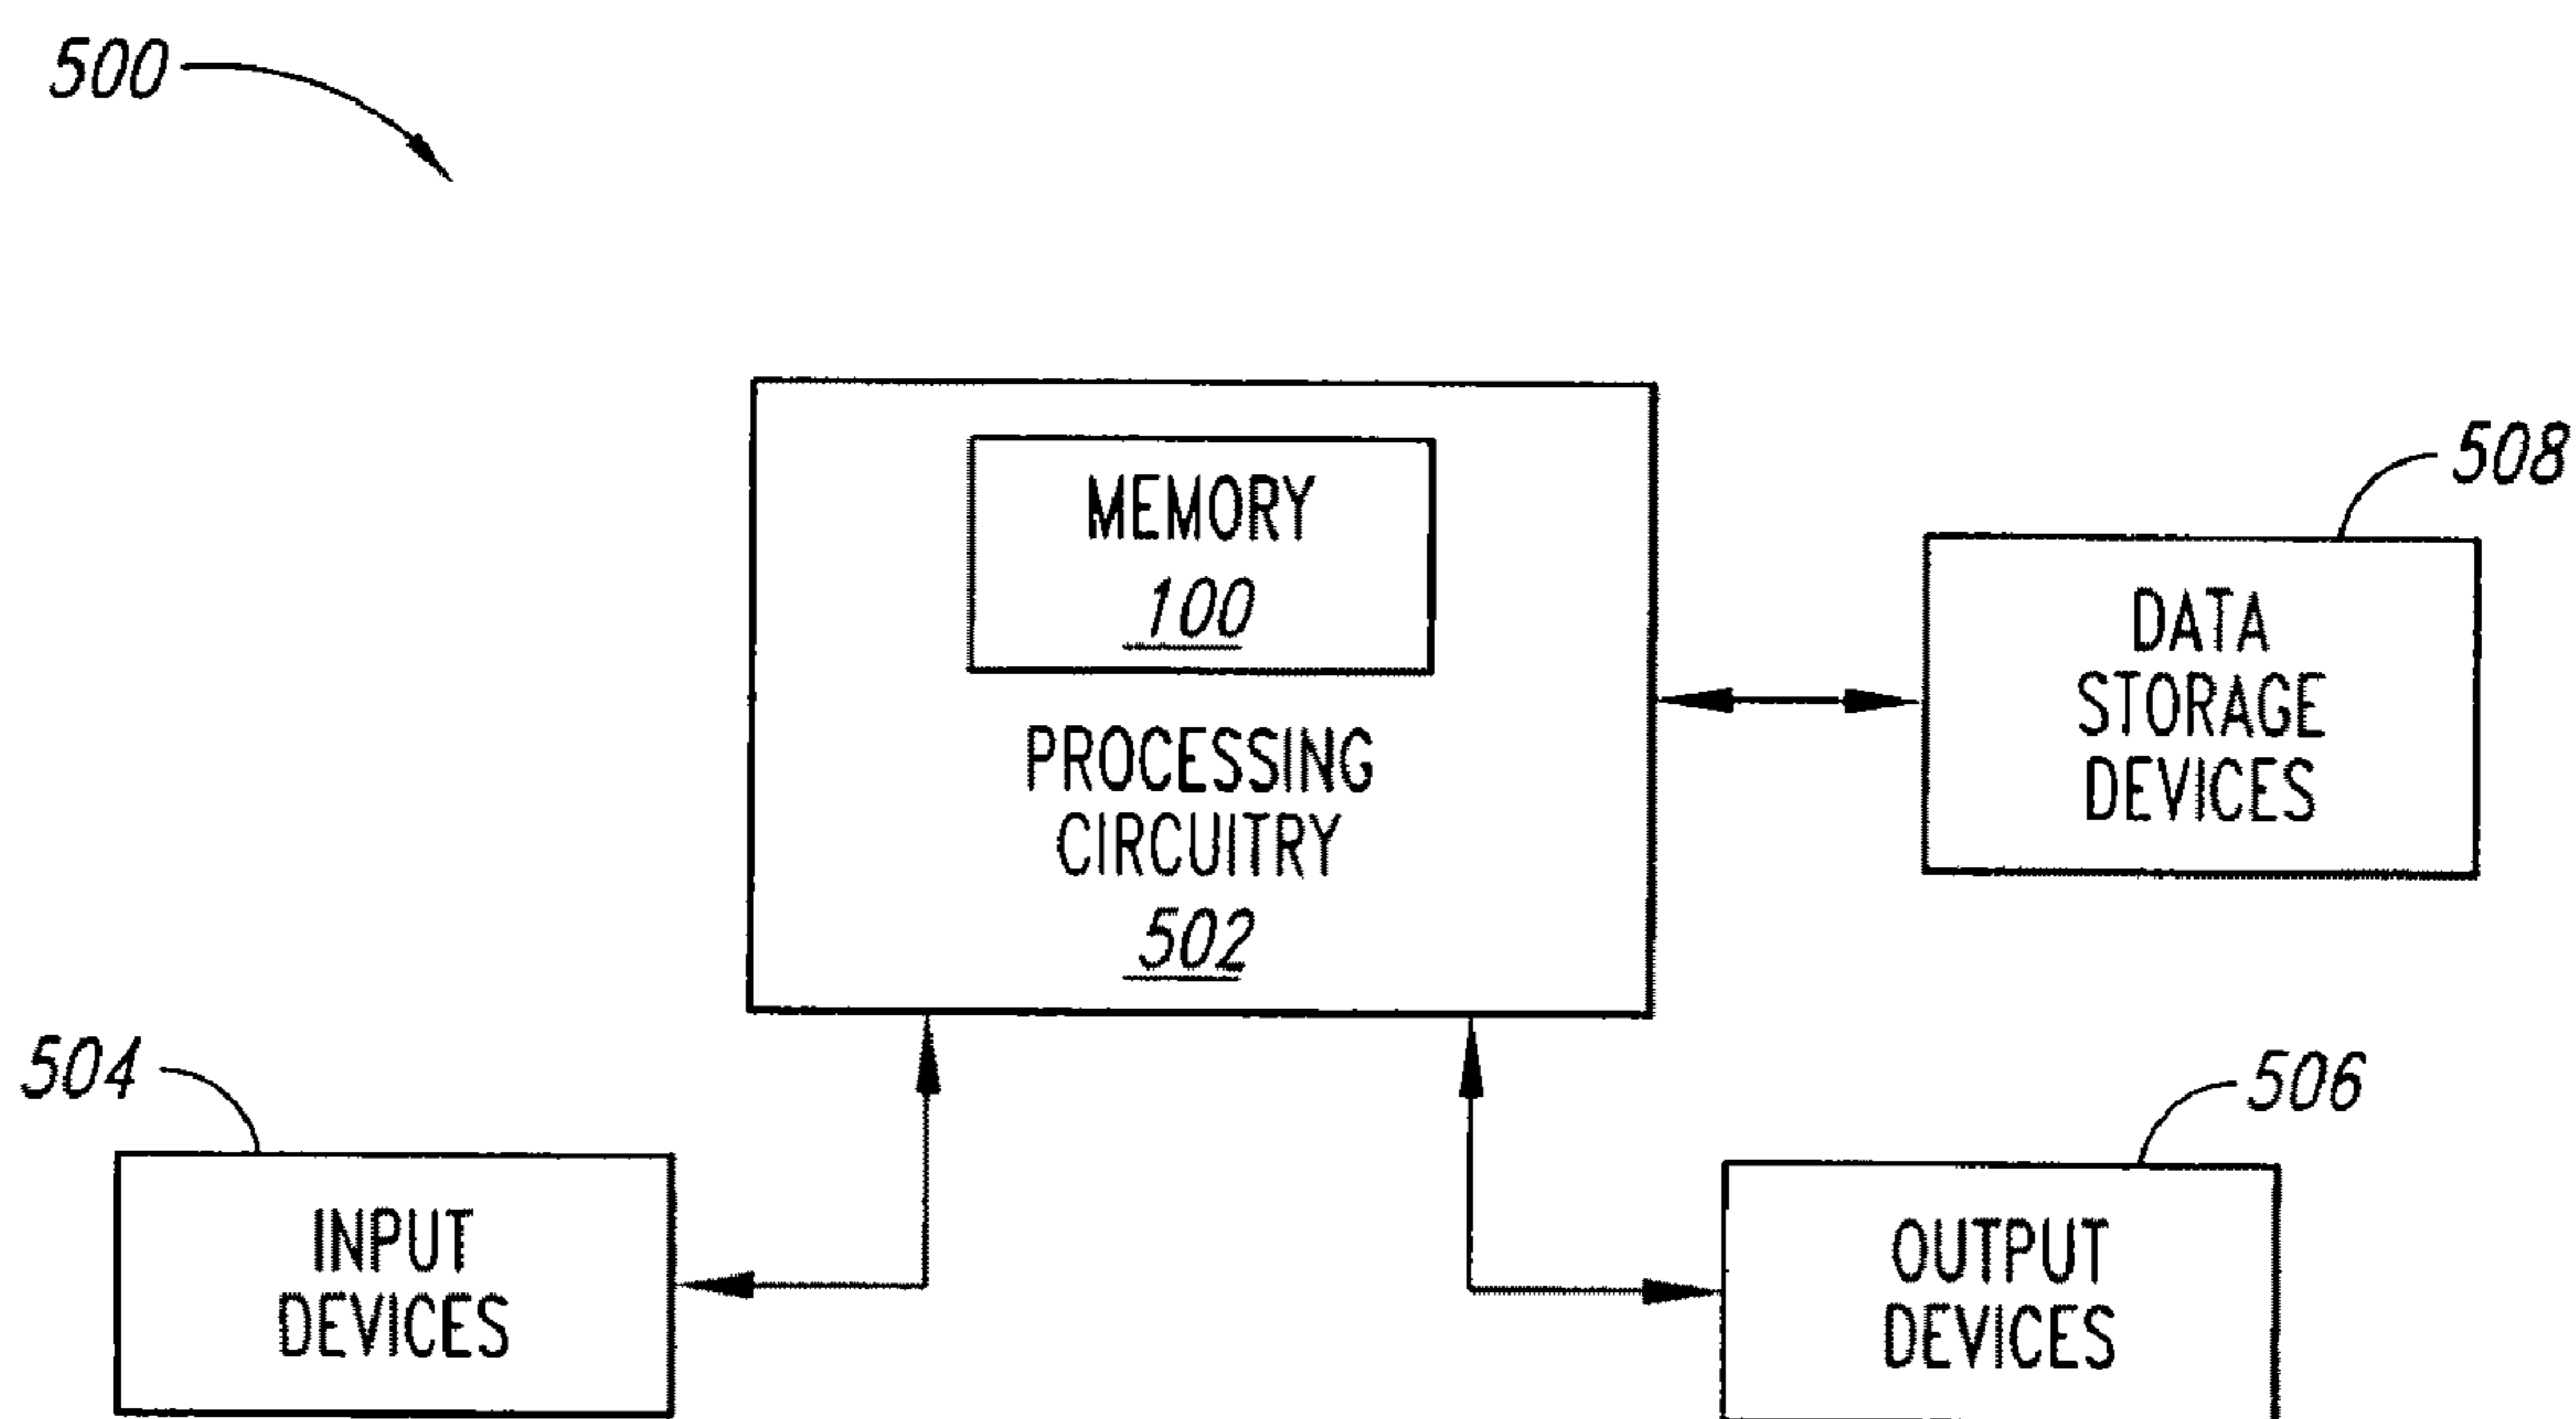 500
MEMORY
100
PROCESSING
CIRCUITRY
502
508
DATA
STORAGE
DEVICES
504
INPUT
DEVICES
506
OUTPUT
DEVICES